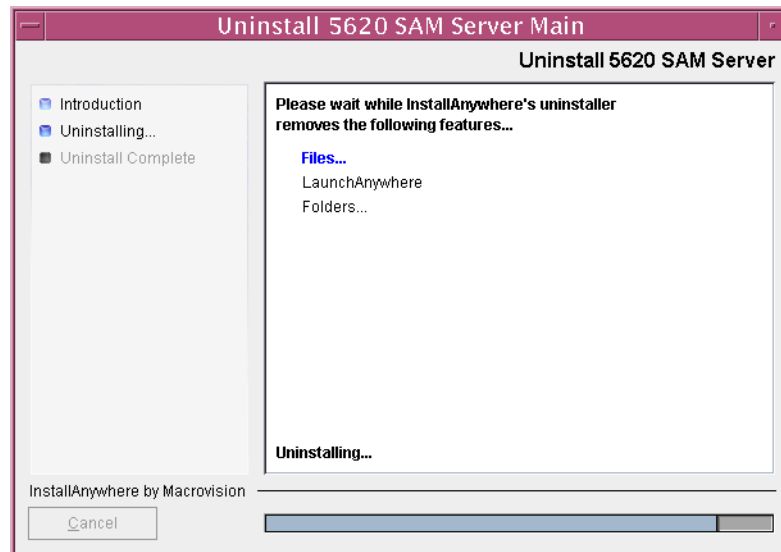 Uninstall 5620 SAM Server Main
Uninstall 5620 SAM Server
Introduction
Uninstalling...
Uninstall Complete
Please wait while InstallAnywhere's uninstaller
removes the following features...
Files...
LaunchAnywhere
Folders...
Uninstalling...
InstallAnywhere by Macrovision
Cancel